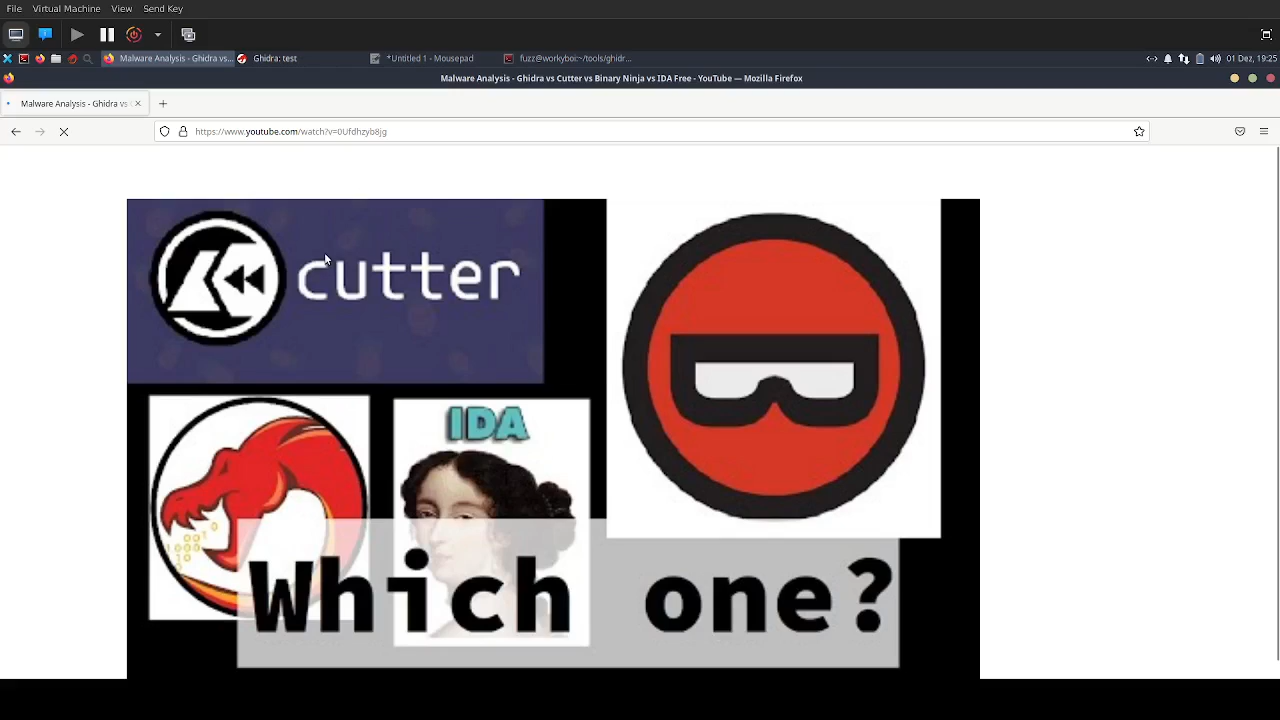 File Virtual Machine View Send Key
Malware Analysis - Ghidra vs... Ghidra: test *Untitled 1 - Mousepad fuzz@workyboi:~/tools/ghidr... 01 Dez, 19:25
Malware Analysis - Ghidra vs Cutter vs Binary Ninja vs IDA Free - YouTube — Mozilla Firefox
Malware Analysis - Ghidra vs
https://www.youtube.com/watch?v=0Ufdhzyb8Jg
cutter
IDA
Which one?